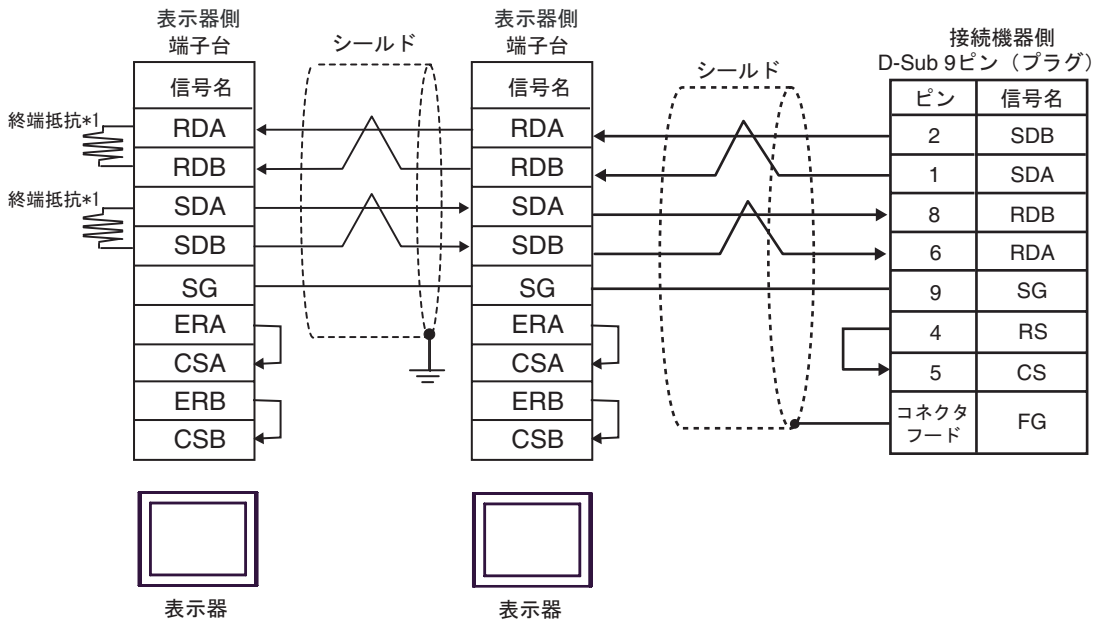 表示器側
端子台
信号名
RDA
RDB
SDA
SDB
SG
ERA
CSA
ERB
CSB
終端抵抗*1
終端抵抗*1
シールド
表示器
表示器側
端子台
信号名
RDA
RDB
SDA
SDB
SG
ERA
CSA
ERB
CSB
シールド
表示器
接続機器側
D-Sub 9ピン（プラグ）
ピン 信号名
2 SDB
1 SDA
8 RDB
6 RDA
9 SG
4 RS
5 CS
コネクタ
フード FG